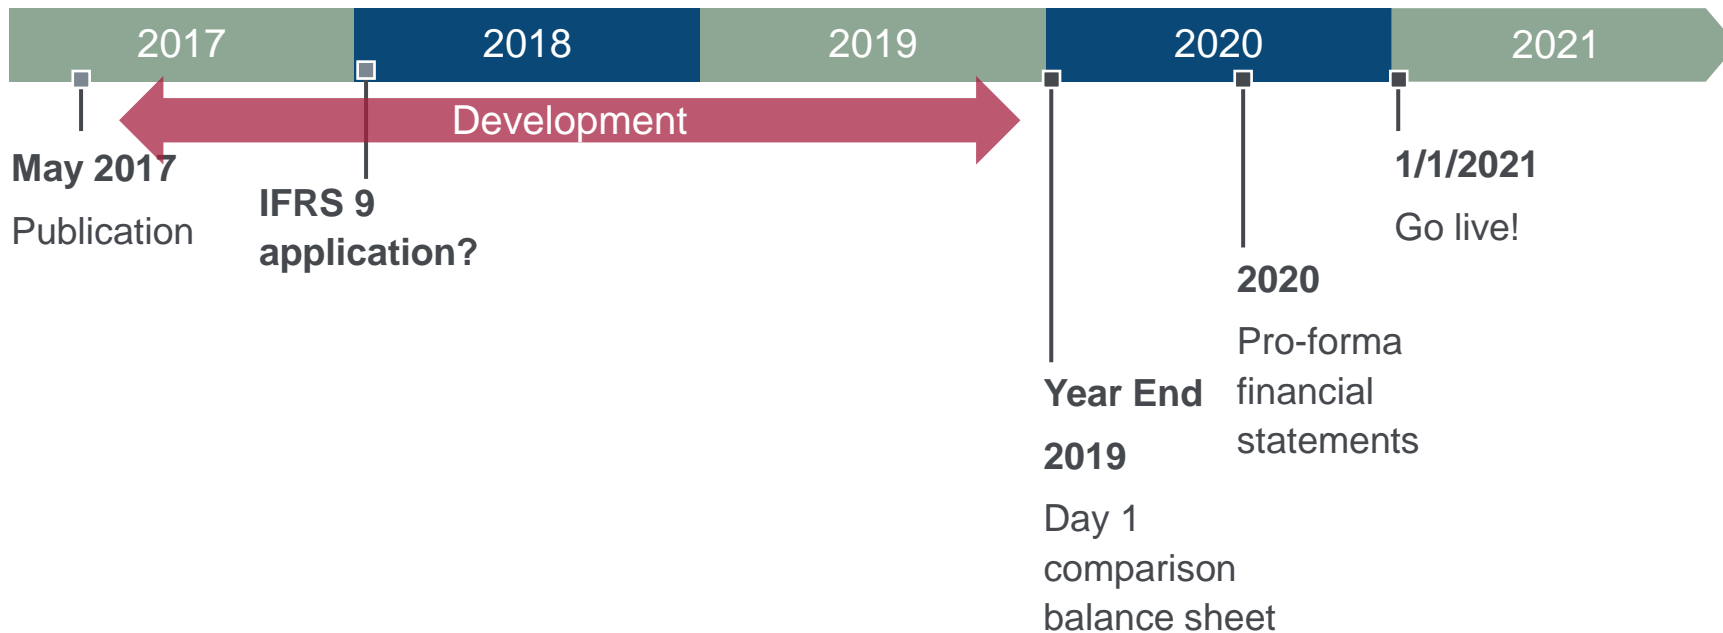 2017
2018
2019
2020
2021
Development
May 2017
Publication
IFRS 9
application?
Year End
2019
Day 1
comparison
balance sheet
2020
Pro-forma
financial
statements
1/1/2021
Go live!